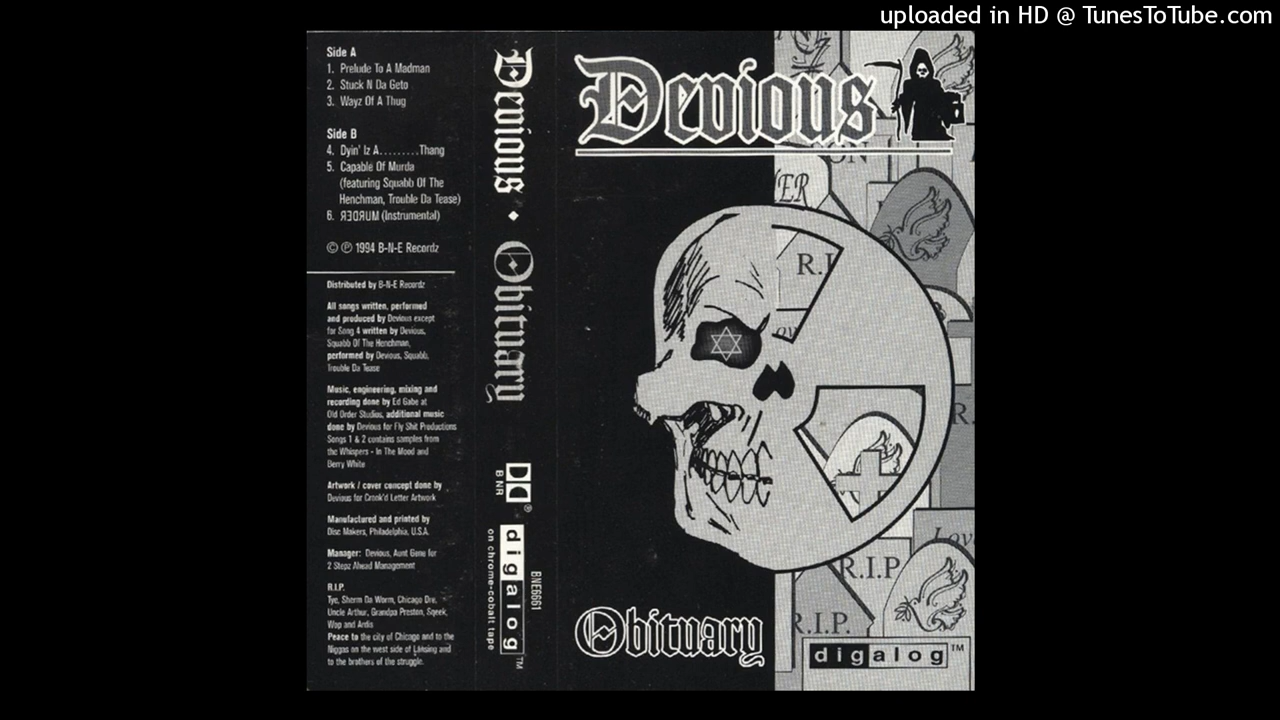 uploaded in HD @ TunesToTube.com
Side A
1. Prelude To A Madman
2. Stuck N Da Geto
3. Wayz Of A Thug
Side B
4. Dyin' Iz A.........Thang
5. Capable Of Murda
(featuring Squabb Of The
Henchman, Trouble Da Tease)
6. ЯƎDЯUM (Instrumental)
© ℗ 1994 B-N-E Recordz
Distributed by B-N-E Recordz
All songs written, performed
and produced by Devious except
for Song 4 written by Devious,
Squabb Of The Henchman,
performed by Devious, Squabb,
Trouble Da Tease
Music, engineering, mixing and
recording done by Ed Gabe at
Old Order Studios, additional music
done by Devious for Fly Shit Productions
Songs 1 & 2 contains samples from
the Whispers - In The Mood and
Berry White
Artwork / cover concept done by
Devious for Crook'd Letter Artwork
Manufactured and printed by
Disc Makers, Philadelphia, U.S.A.
Manager: Devious, Aunt Gene for
2 Stepz Ahead Management
R.I.P.
Tye, Sherm Da Worm, Chicago Dre,
Uncle Arthur, Grandpa Preston, Sqeek,
Wop and Ardis
Peace to the city of Chicago and to the
Niggas on the west side of Lansing and
to the brothers of the struggle.
Devious • Obituary
BNR
®
digalog™
on chrome-cobalt tape
BNE6661
Devious
ON
ER
R.I
R.
Lov
R.I.P
R.I.P.
Obituary
digalog™